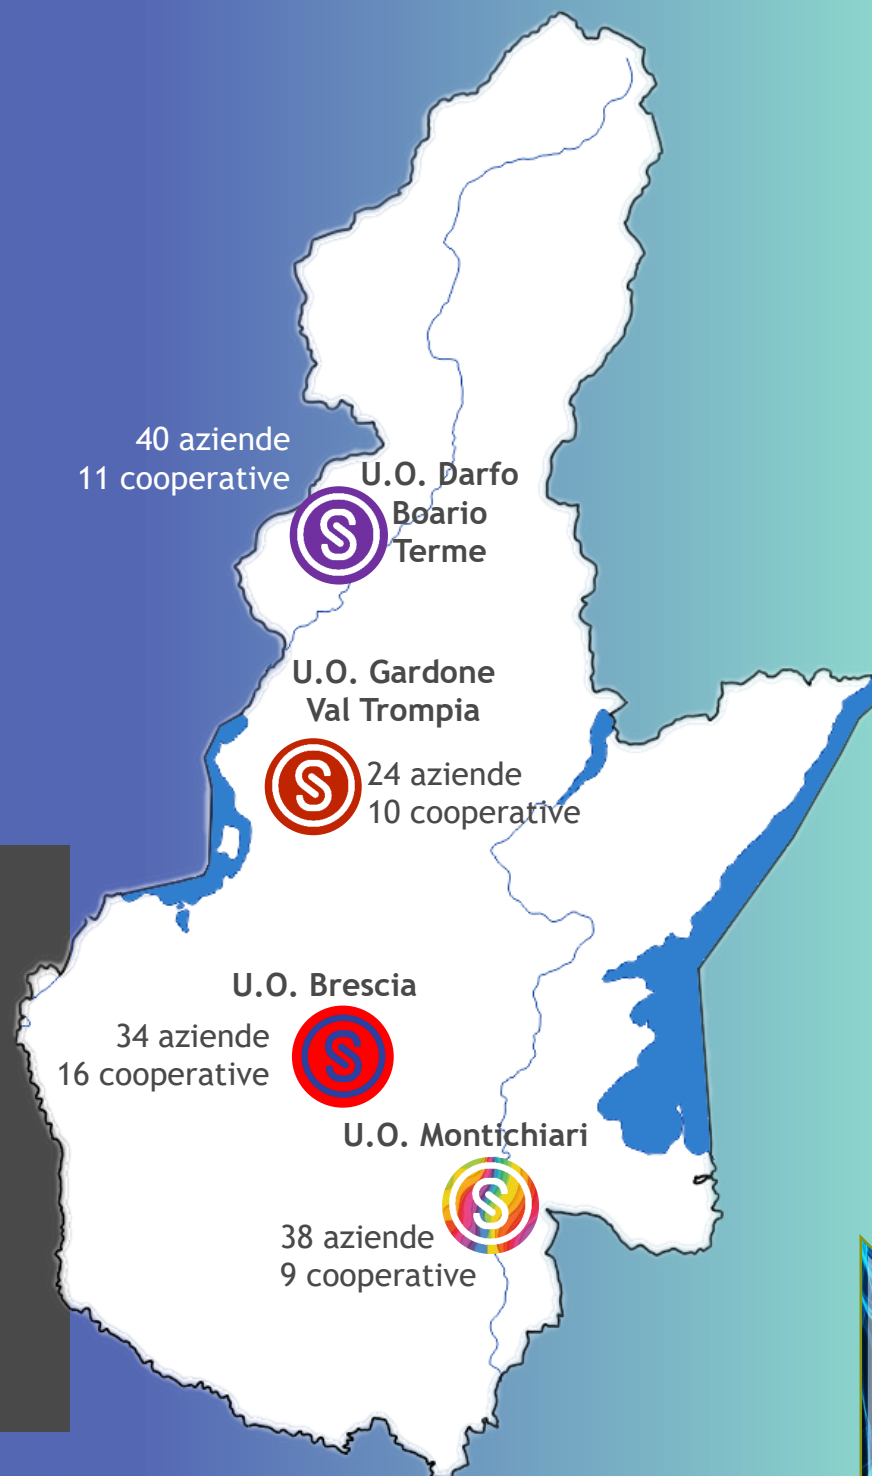 40 aziende
11 cooperative
U.O. Darfo
Boario
Terme
U.O. Gardone
Val Trompia
24 aziende
10 cooperative
U.O. Brescia
34 aziende
16 cooperative
U.O. Montichiari
38 aziende
9 cooperative